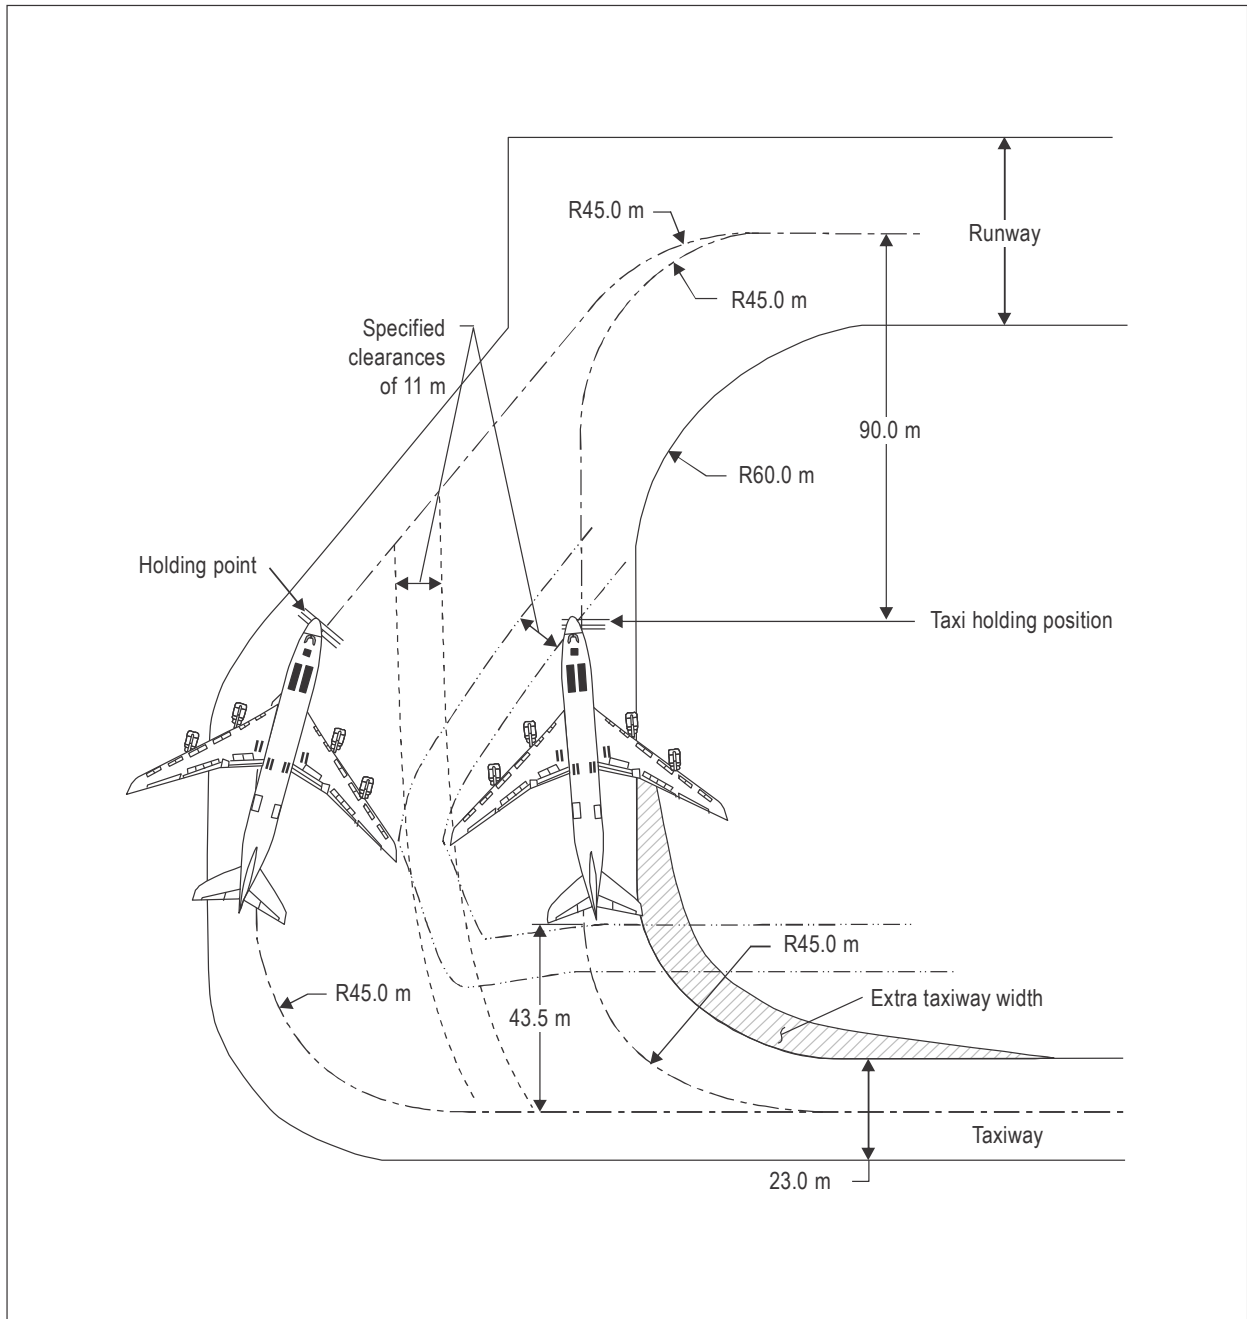 R45.0 m
Runway
R45.0 m
Specified
clearances
of 11 m
90.0 m
R60.0 m
Holding point
Taxi holding position
R45.0 m
R45.0 m
Extra taxiway width
43.5 m
Taxiway
23.0 m